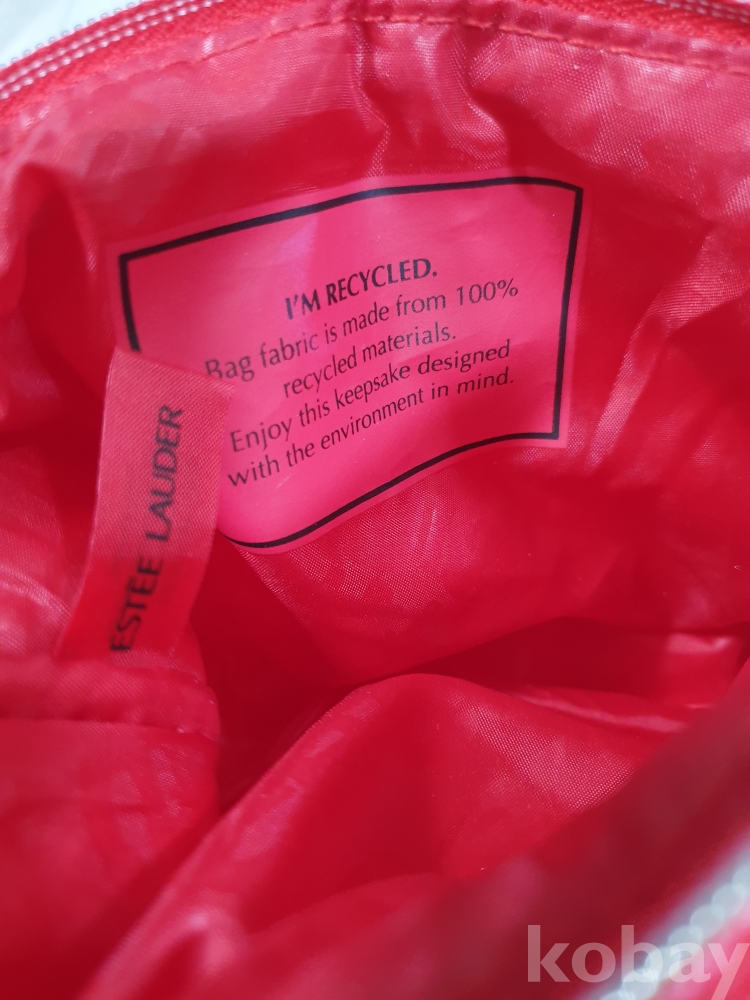 I'M RECYCLED.
Bag fabric is made from 100%
recycled materials.
Enjoy this keepsake designed
with the environment in mind.
ESTĒE LAUDER
kobay